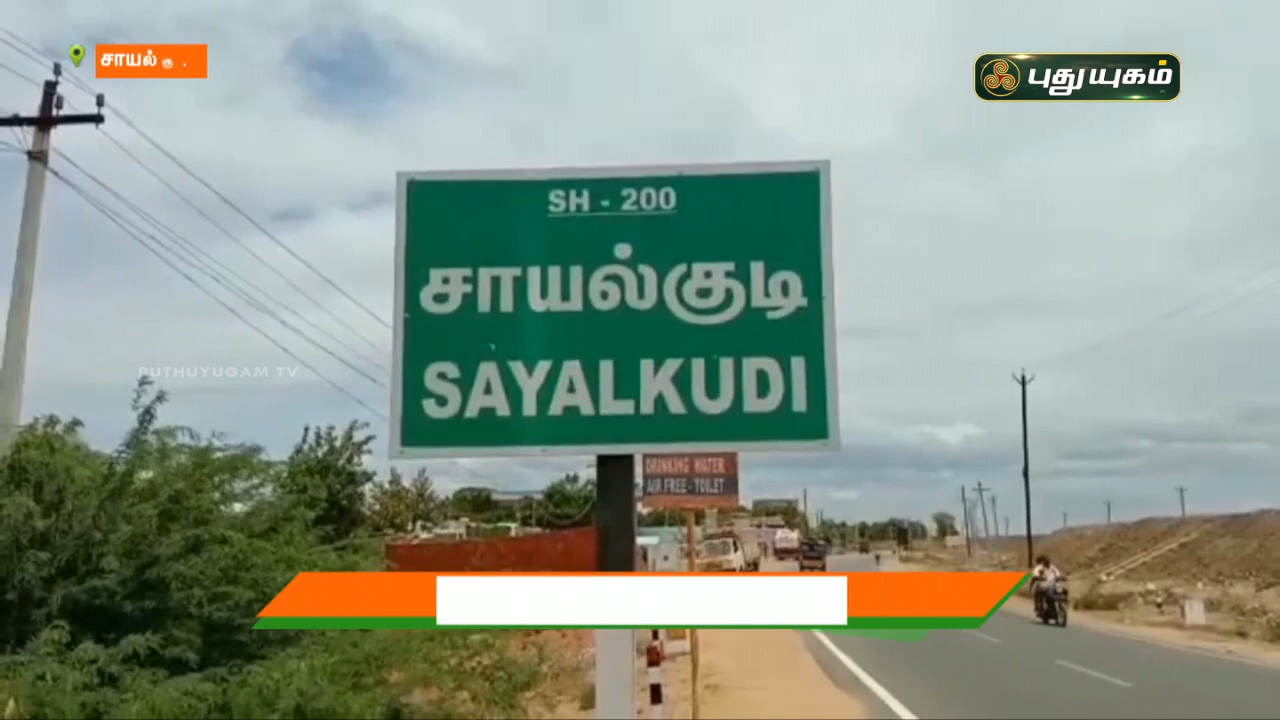 சாயல் கு .
புதுயுகம்
SH - 200
சாயல்குடி
SAYALKUDI
PUTHUYUGAM TV
DRINKING WATER
AIR FREE - TOILET